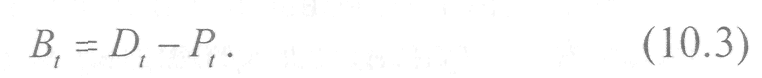 B_t = D_t − P_t. (10.3)